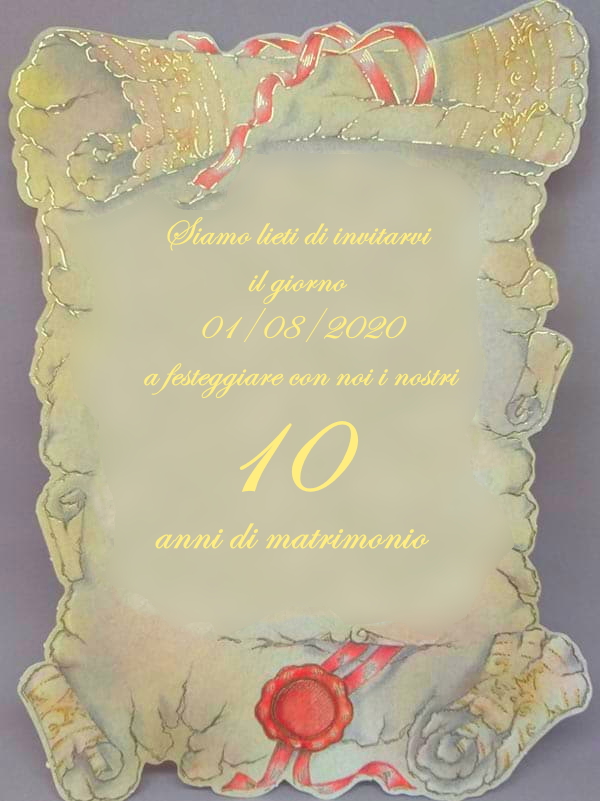 Siamo lieti di invitarvi
il giorno
01/08/2020
a festeggiare con noi i nostri
10
anni di matrimonio